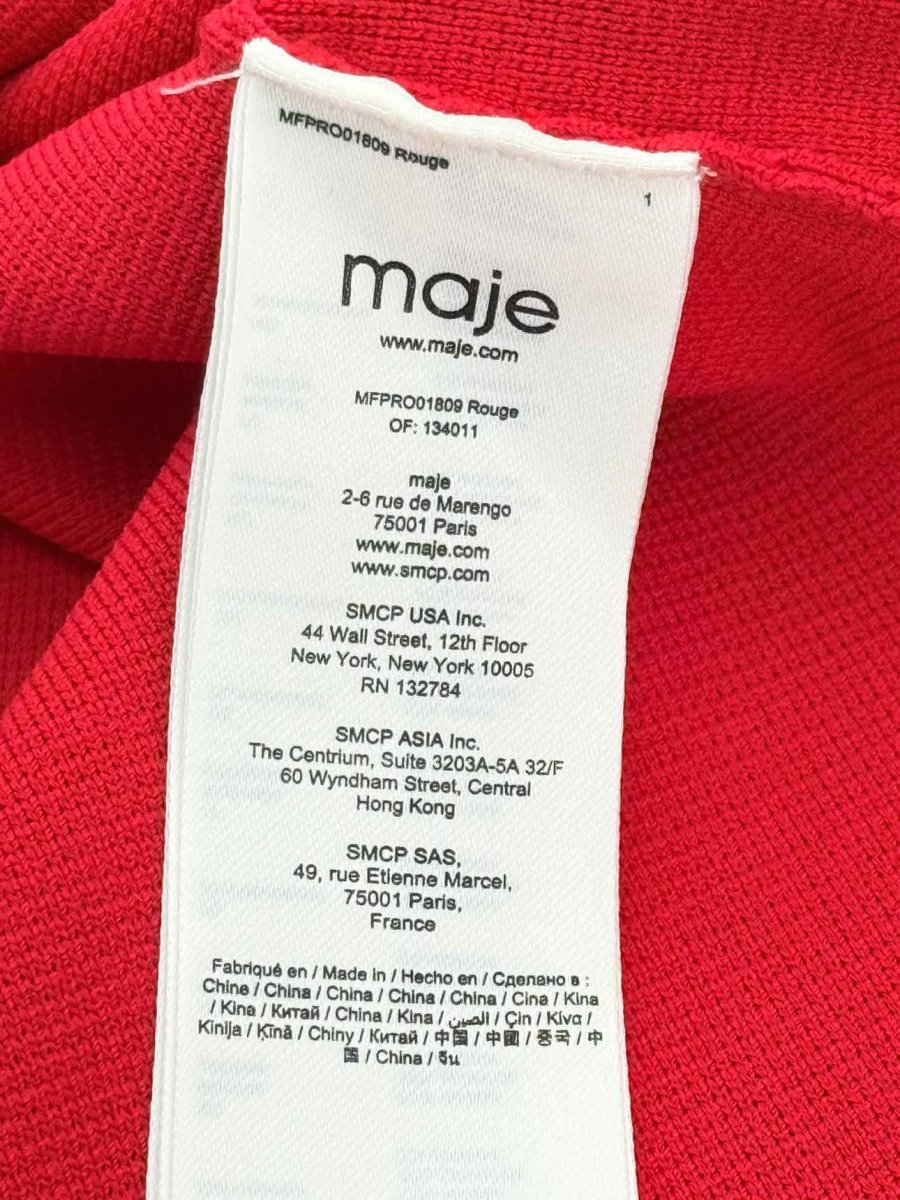 MFPRO01809 Rouge
1
maje
www.maje.com
MFPRO01809 Rouge
OF: 134011
maje
2-6 rue de Marengo
75001 Paris
www.maje.com
www.smcp.com
SMCP USA Inc.
44 Wall Street, 12th Floor
New York, New York 10005
RN 132784
SMCP ASIA Inc.
The Centrium, Suite 3203A-5A 32/F
60 Wyndham Street, Central
Hong Kong
SMCP SAS,
49, rue Etienne Marcel,
75001 Paris,
France
Fabriqué en / Made in / Hecho en / Сделано в :
Chine / China / China / China / China / Cina / Kina
/ Kina / Китай / China / Kina / الصين / Çin / Κίνα /
Kinija / Ķīnā / Chiny / Китай / 中国 / 中國 / 중국 / 中
国 / China / จีน